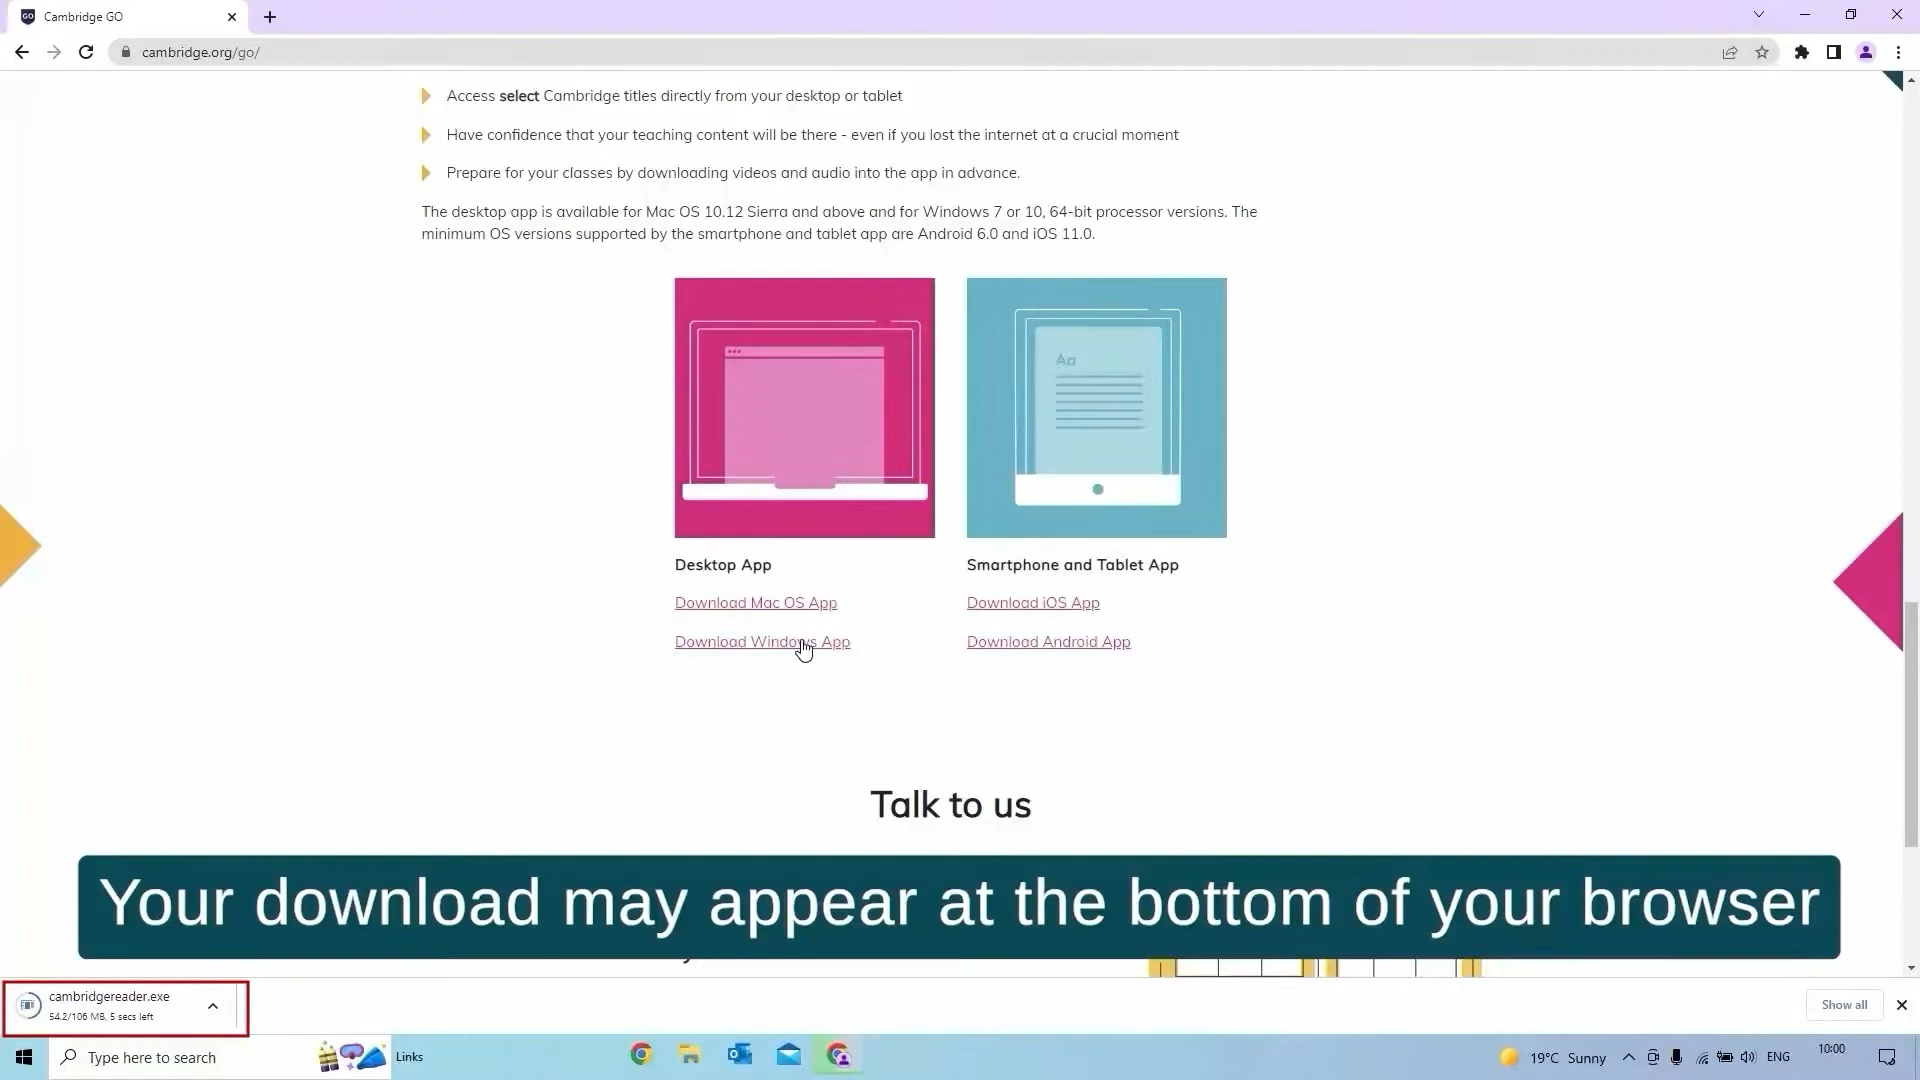 GO
Cambridge GO
cambridge.org/go/
Access select Cambridge titles directly from your desktop or tablet
Have confidence that your teaching content will be there - even if you lost the internet at a crucial moment
Prepare for your classes by downloading videos and audio into the app in advance.
The desktop app is available for Mac OS 10.12 Sierra and above and for Windows 7 or 10, 64-bit processor versions. The
minimum OS versions supported by the smartphone and tablet app are Android 6.0 and iOS 11.0.
Aa
Desktop App
Smartphone and Tablet App
Download Mac OS App
Download iOS App
Download Windows App
Download Android App
Talk to us
Your download may appear at the bottom of your browser
cambridgereader.exe
54.2/106 MB, 5 secs left
Show all
Type here to search
Links
19°C Sunny
ENG
10:00